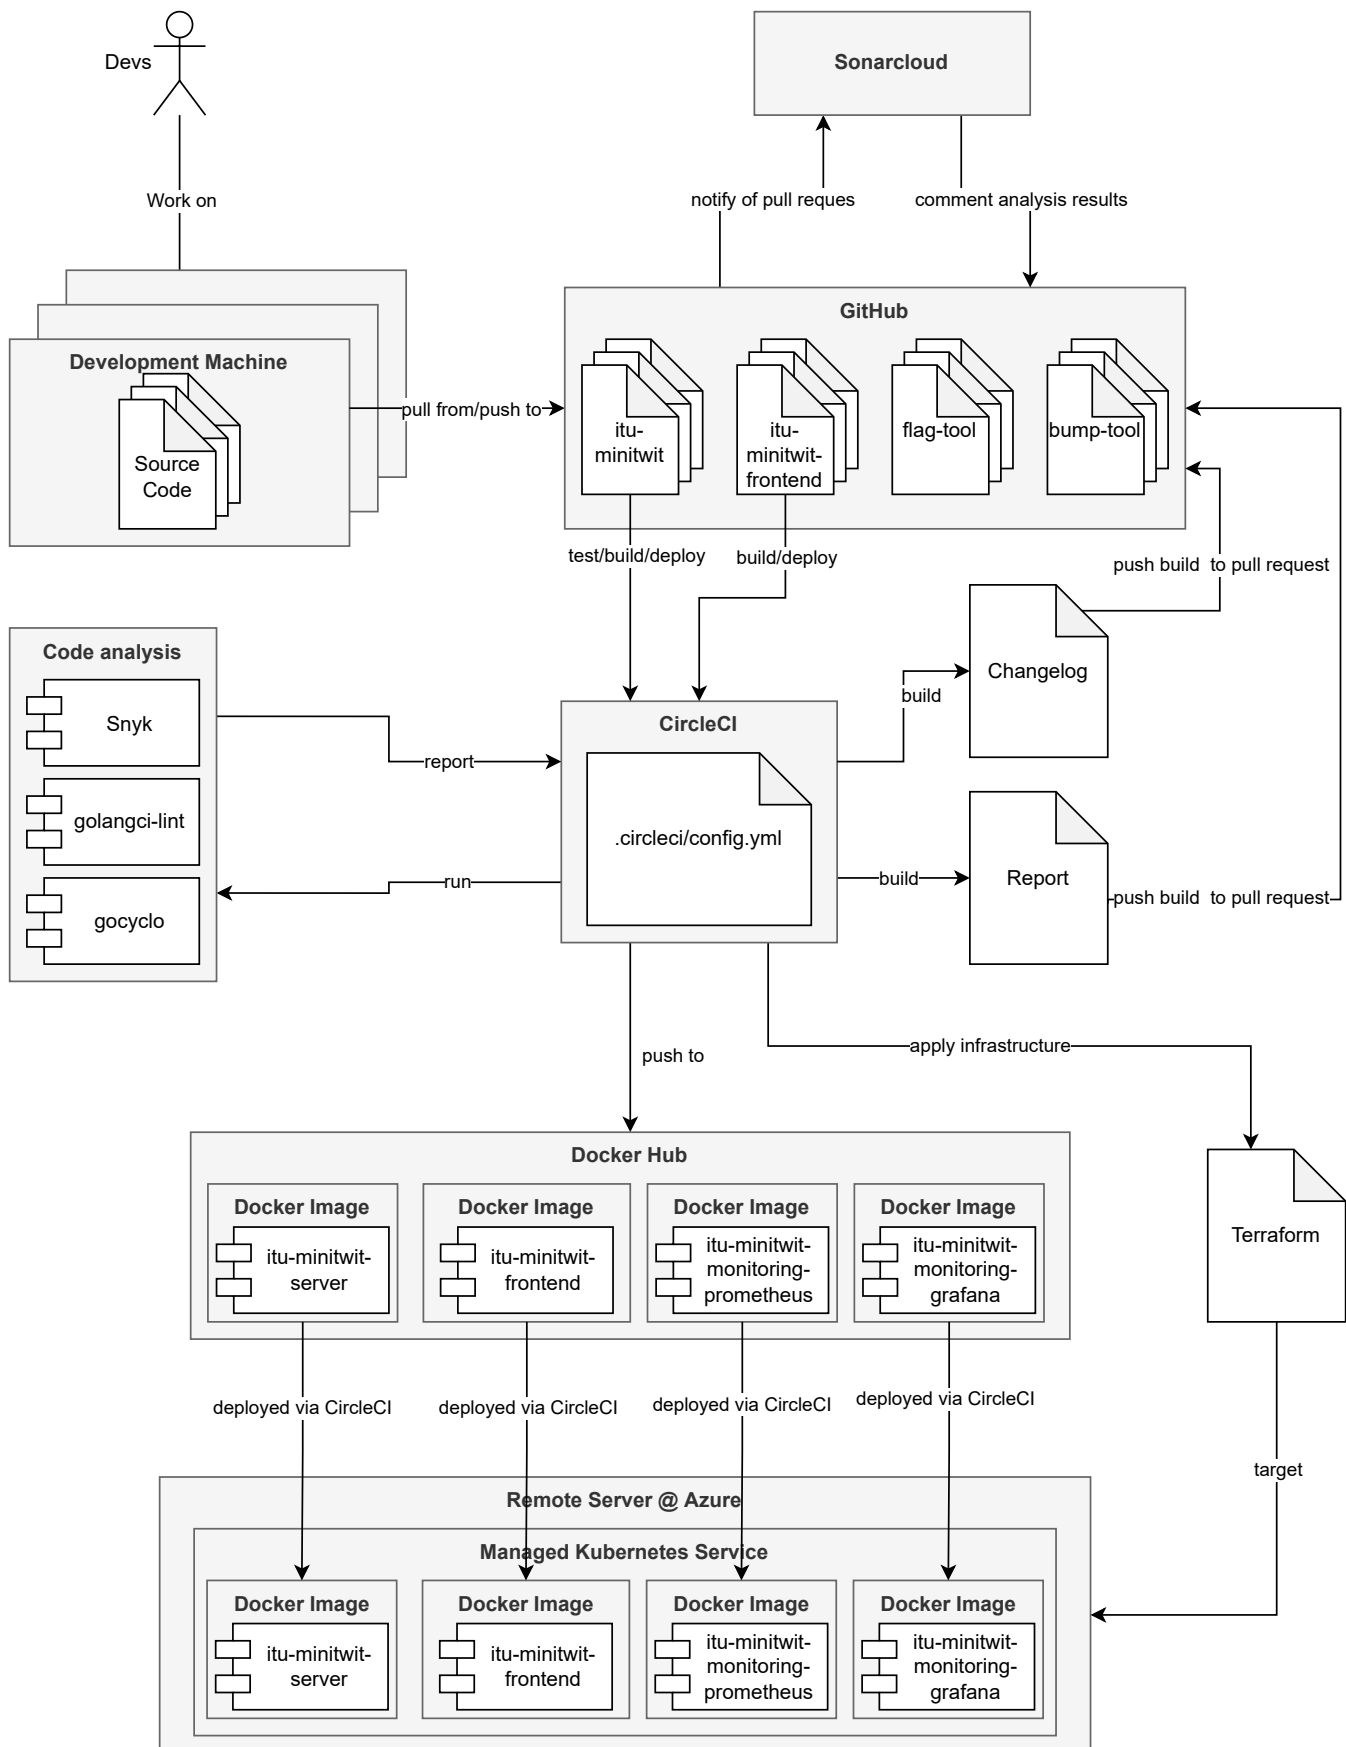 Devs
Sonarcloud
Work on
notify of pull reques
comment analysis results
GitHub
Development Machine
Source
Code
pull from/push to
itu-
minitwit
itu-
minitwit-
frontend
flag-tool
bump-tool
test/build/deploy
build/deploy
push build  to pull request
Code analysis
Snyk
golangci-lint
gocyclo
report
run
CircleCI
.circleci/config.yml
build
Changelog
build
Report
push build  to pull request
push to
apply infrastructure
Docker Hub
Docker Image
itu-minitwit-
server
Docker Image
itu-minitwit-
frontend
Docker Image
itu-minitwit-
monitoring-
prometheus
Docker Image
itu-minitwit-
monitoring-
grafana
Terraform
deployed via CircleCI
deployed via CircleCI
deployed via CircleCI
deployed via CircleCI
target
Remote Server @ Azure
Managed Kubernetes Service
Docker Image
itu-minitwit-
server
Docker Image
itu-minitwit-
frontend
Docker Image
itu-minitwit-
monitoring-
prometheus
Docker Image
itu-minitwit-
monitoring-
grafana